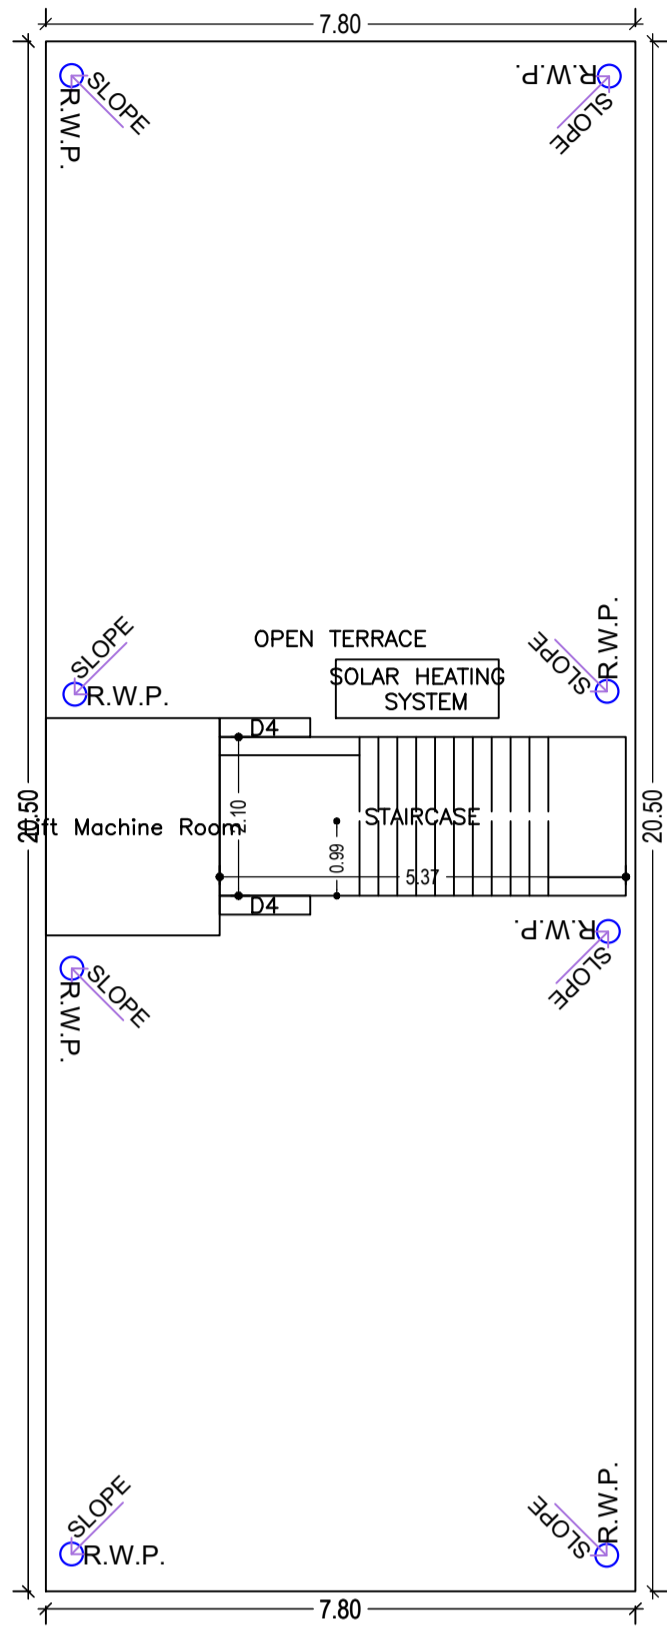 7.80
SLOPE
R.W.P.
R.W.P.
SLOPE
SLOPE
R.W.P.
OPEN TERRACE
SLOPE
R.W.P.
SOLAR HEATING
SYSTEM
D4
20.50
Lift Machine Room
2.10
0.99
STAIRCASE
5.37
20.50
D4
R.W.P.
SLOPE
SLOPE
R.W.P.
SLOPE
R.W.P.
SLOPE
R.W.P.
7.80